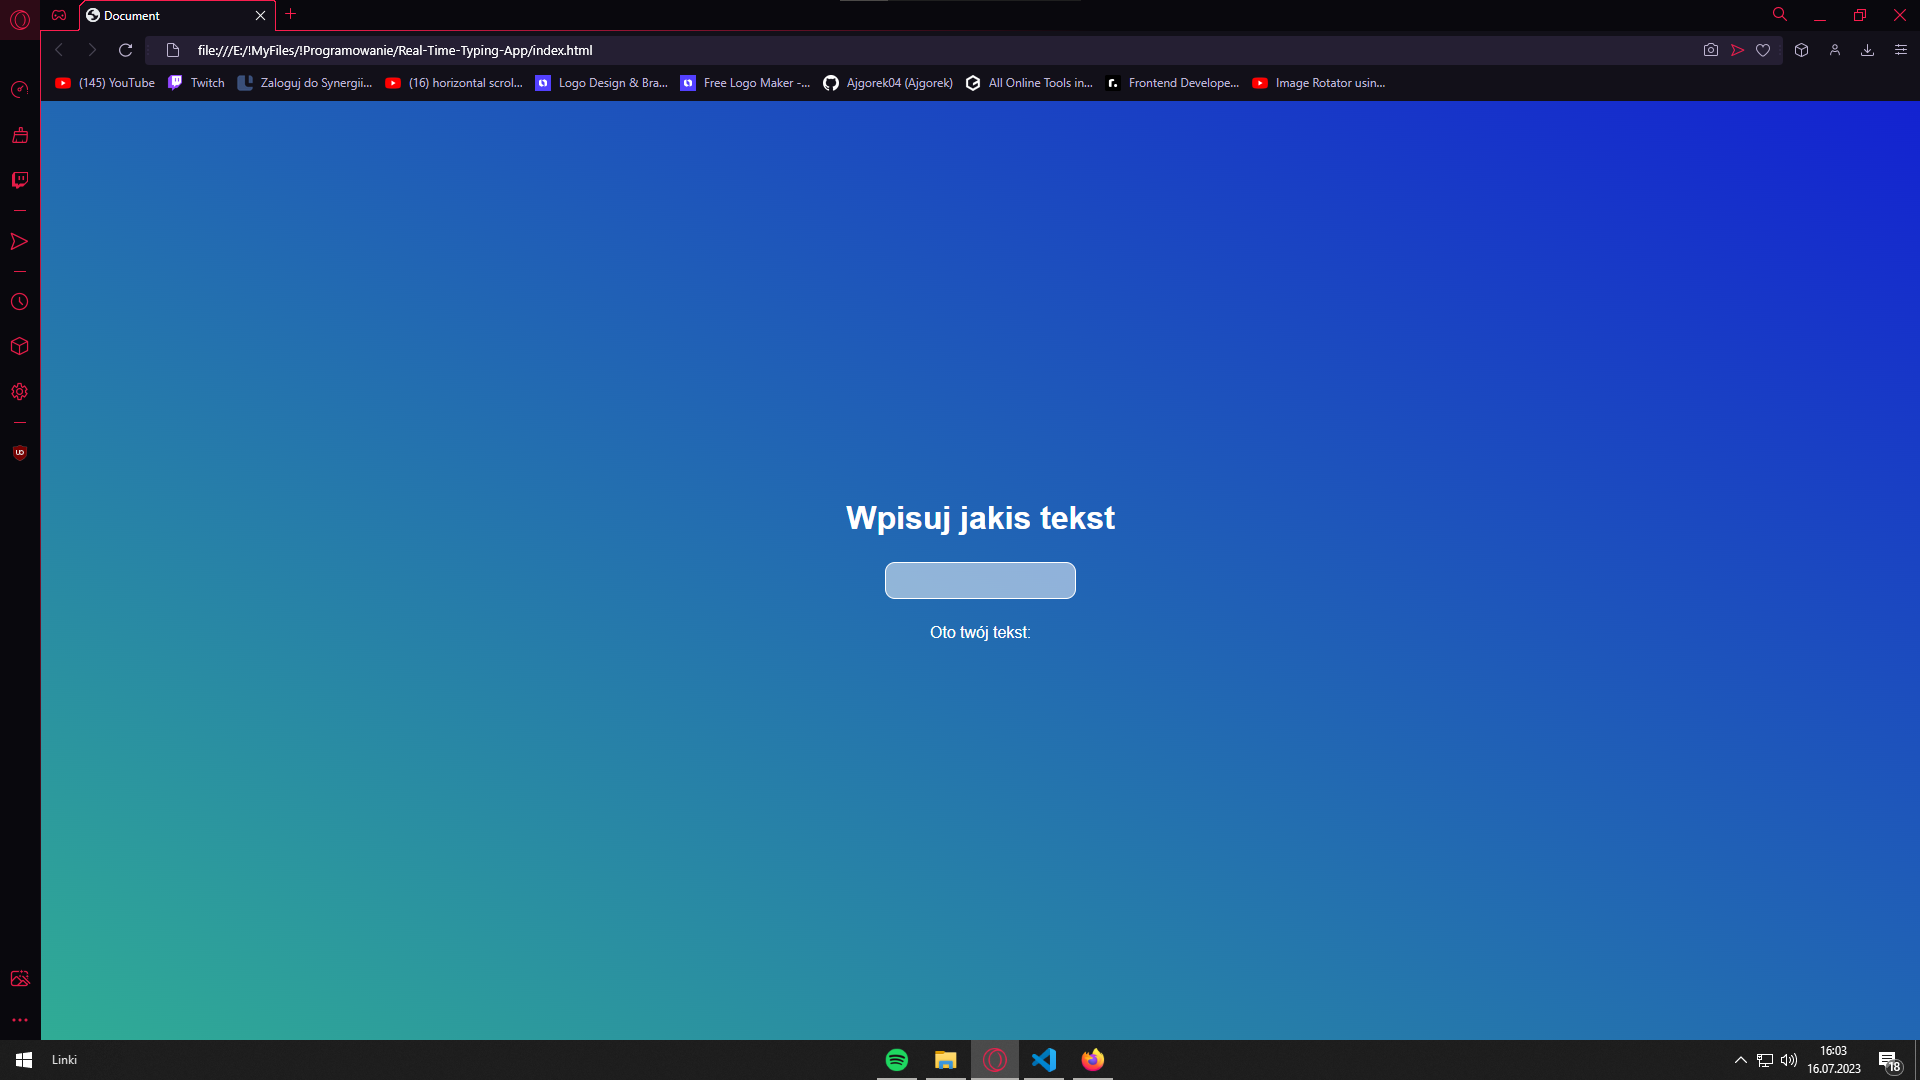 Document
file:///E:/!MyFiles/!Programowanie/Real-Time-Typing-App/index.html
(145) YouTube
Twitch
Zaloguj do Synergii...
(16) horizontal scrol...
Logo Design & Bra...
Free Logo Maker -...
Ajgorek04 (Ajgorek)
All Online Tools in...
Frontend Develope...
Image Rotator usin...
Wpisuj jakis tekst
Oto twój tekst:
Linki
16:03
16.07.2023
18